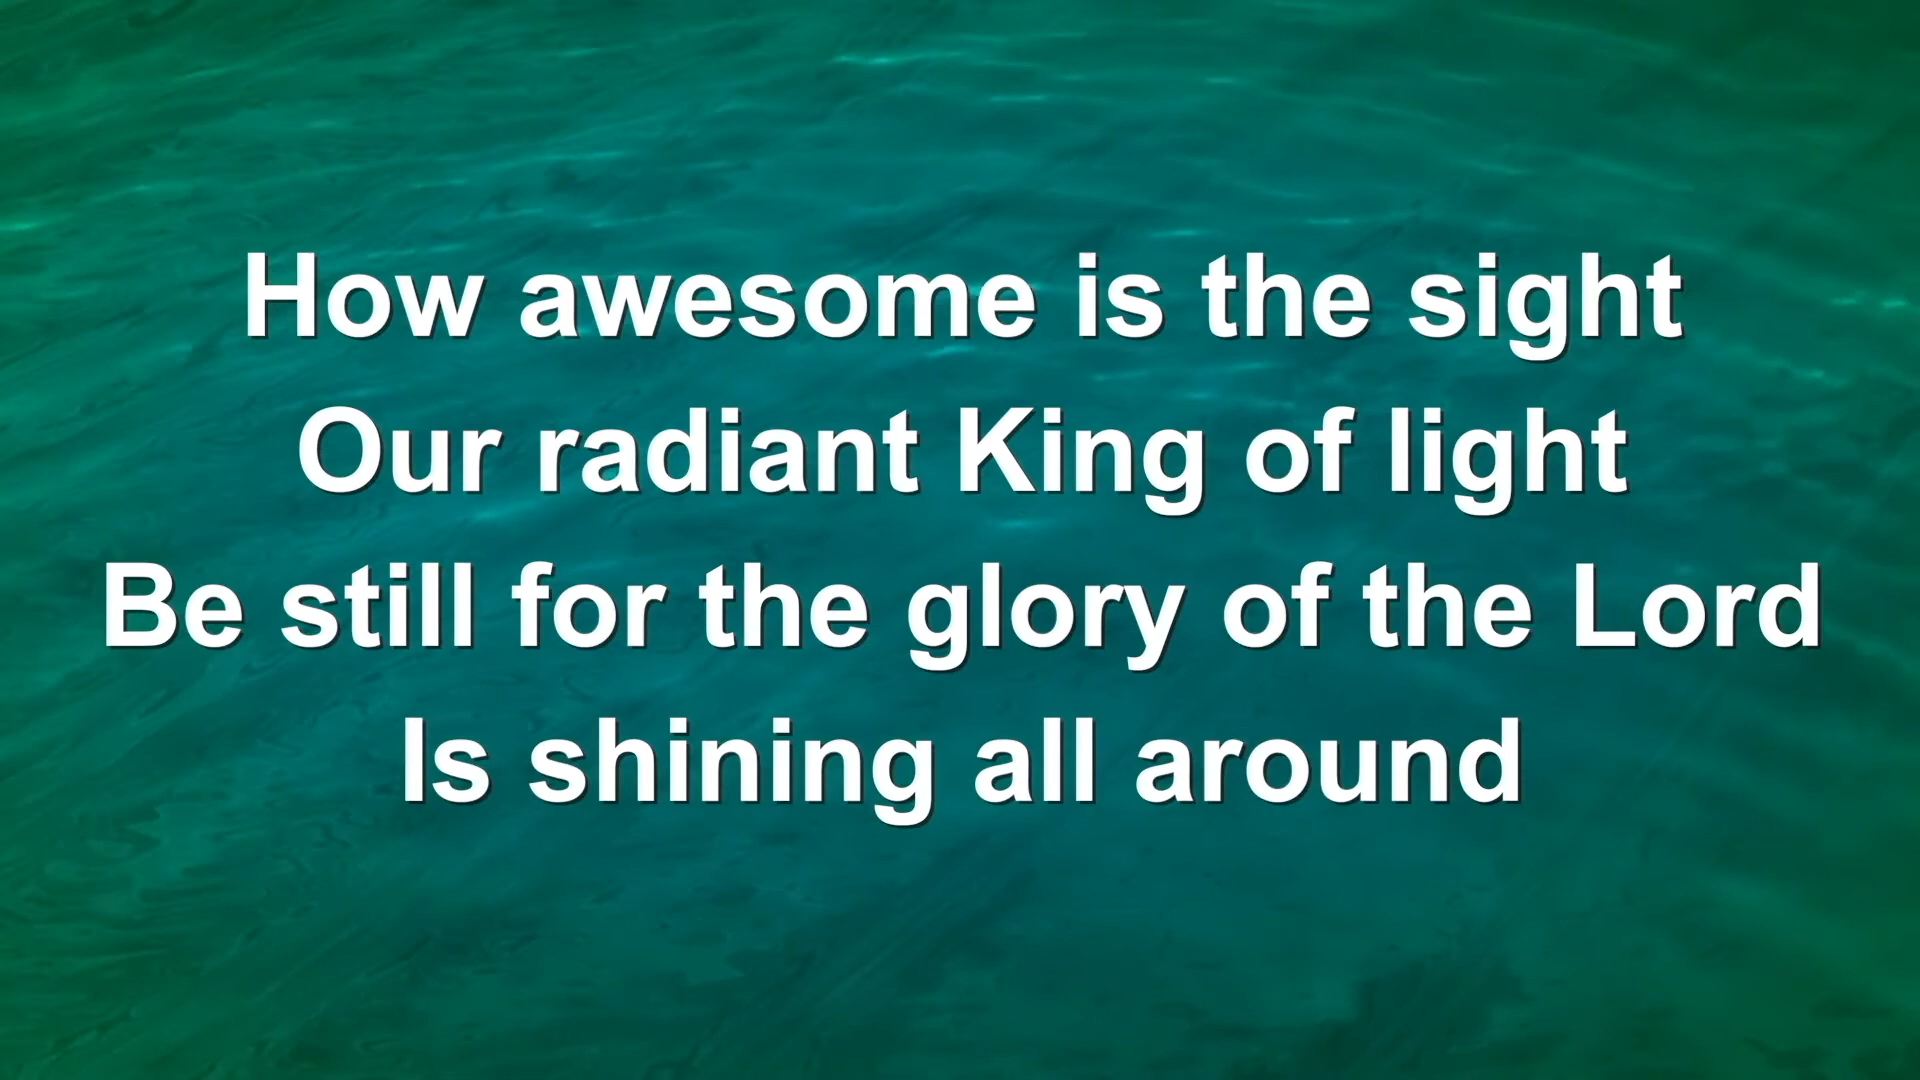 How awesome is the sight
Our radiant King of light
Be still for the glory of the Lord
Is shining all around